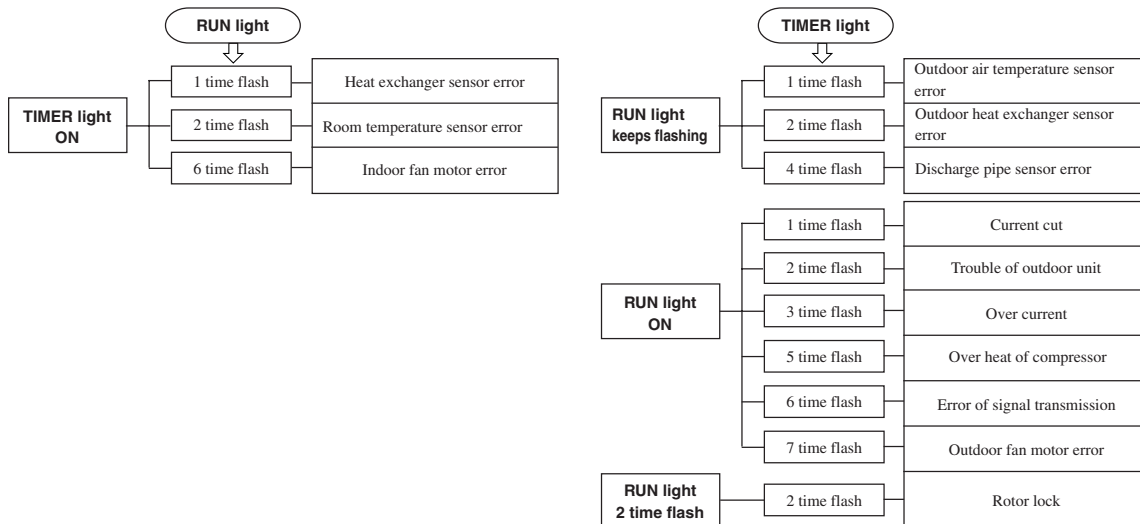 RUN light
1 time flash
Heat exchanger sensor error
TIMER light
ON
2 time flash
Room temperature sensor error
6 time flash
Indoor fan motor error
TIMER light
1 time flash
Outdoor air temperature sensor
error
RUN light
keeps flashing
2 time flash
Outdoor heat exchanger sensor
error
4 time flash
Discharge pipe sensor error
1 time flash
Current cut
2 time flash
Trouble of outdoor unit
RUN light
ON
3 time flash
Over current
5 time flash
Over heat of compressor
6 time flash
Error of signal transmission
7 time flash
Outdoor fan motor error
RUN light
2 time flash
2 time flash
Rotor lock